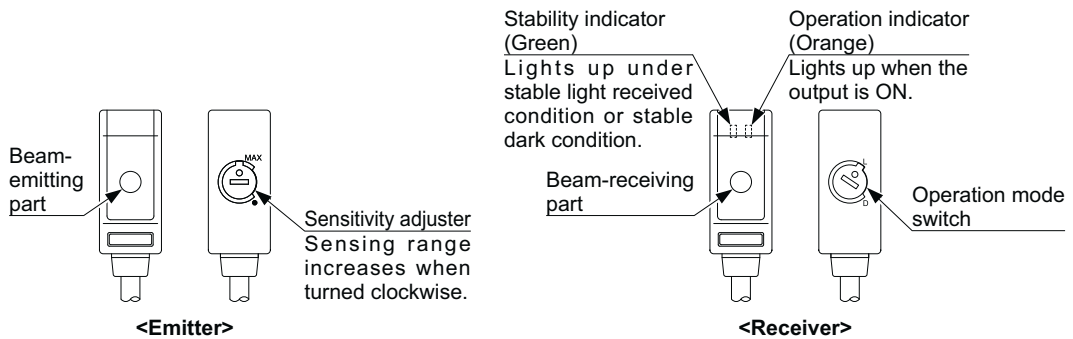 Stability indicator
(Green)
Lights up under
stable light received
condition or stable
dark condition.
Operation indicator
(Orange)
Lights up when the
output is ON.
Beam-
emitting
part
MAX
Sensitivity adjuster
Sensing range
increases when
turned clockwise.
<Emitter>
Beam-receiving
part
L
D
Operation mode
switch
<Receiver>